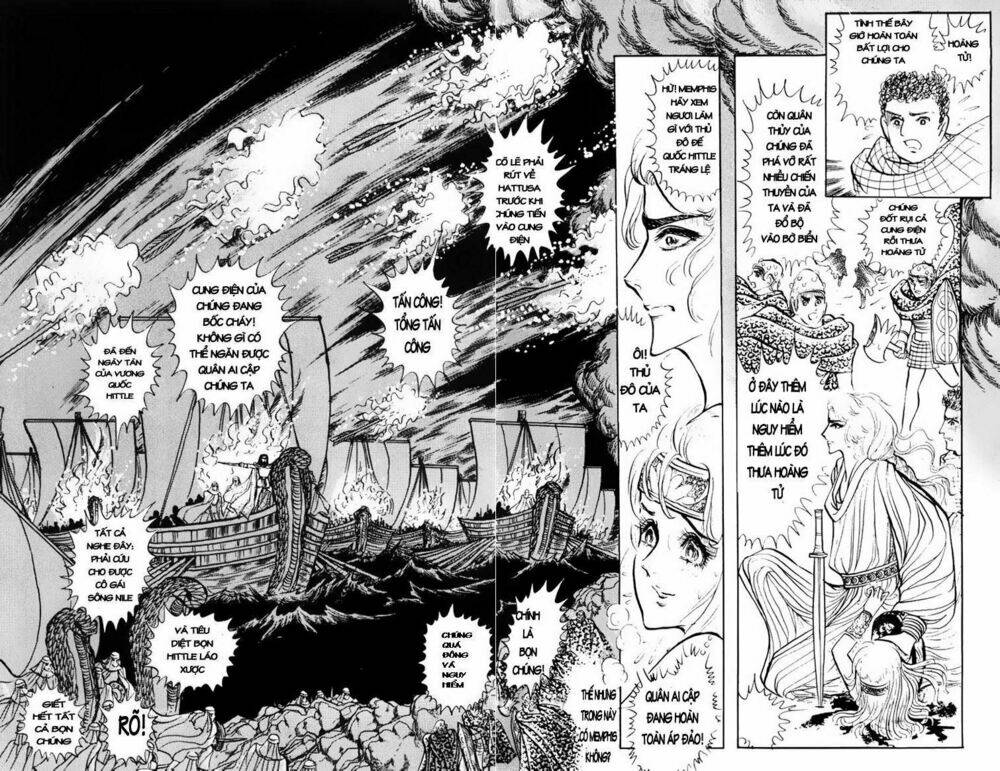 HOÀNG
TỬ!
TÌNH THẾ BÂY
GIỜ HOÀN TOÀN
BẤT LỢI CHO
CHÚNG TA
CHÚNG
ĐỐT RỤI CẢ
CUNG ĐIỆN
RỒI THƯA
HOÀNG TỬ
CÒN QUÂN
THỦY CỦA
CHÚNG ĐÃ
PHÁ VỠ RẤT
NHIỀU CHIẾN
THUYỀN CỦA
TA VÀ ĐÃ
ĐỔ BỘ
VÀO BỜ BIỂN
Ở ĐÂY THÊM
LÚC NÀO LÀ
NGUY HIỂM
THÊM LÚC ĐÓ
THƯA HOÀNG
TỬ
HỪ! MEMPHIS
HÃY XEM
NGƯƠI LÀM
GÌ VỚI THỦ
ĐÔ ĐẾ
QUỐC HITTLE
TRÁNG LỆ
ÔI!
THỦ
ĐÔ CỦA
TA
QUÂN AI CẬP
ĐANG HOÀN
TOÀN ÁP ĐẢO!
THẾ NHƯNG
TRONG NÀY
CÓ MEMPHIS
KHÔNG?
CÓ LẼ PHẢI
RÚT VỀ
HATTUSA
TRƯỚC KHI
CHÚNG TIẾN
VÀO CUNG
ĐIỆN
CHÍNH
LÀ
BỌN
CHÚNG!
CHÚNG
QUÁ
ĐÔNG
VÀ
NGUY
HIỂM
TẤN CÔNG!
TỔNG TẤN
CÔNG
CUNG ĐIỆN CỦA
CHÚNG ĐANG
BỐC CHÁY!
KHÔNG GÌ CÓ
THỂ NGĂN ĐƯỢC
QUÂN AI CẬP
CHÚNG TA
ĐÃ ĐẾN
NGÀY TÀN
CỦA VƯƠNG
QUỐC
HITTLE
TẤT CẢ
NGHE ĐÂY:
PHẢI CỨU
CHO ĐƯỢC
CÔ GÁI
SÔNG NILE
VÀ TIÊU
DIỆT BỌN
HITTLE LÁO
XƯỢC
RÕ!
GIẾT
HẾT TẤT
CẢ BỌN
CHÚNG